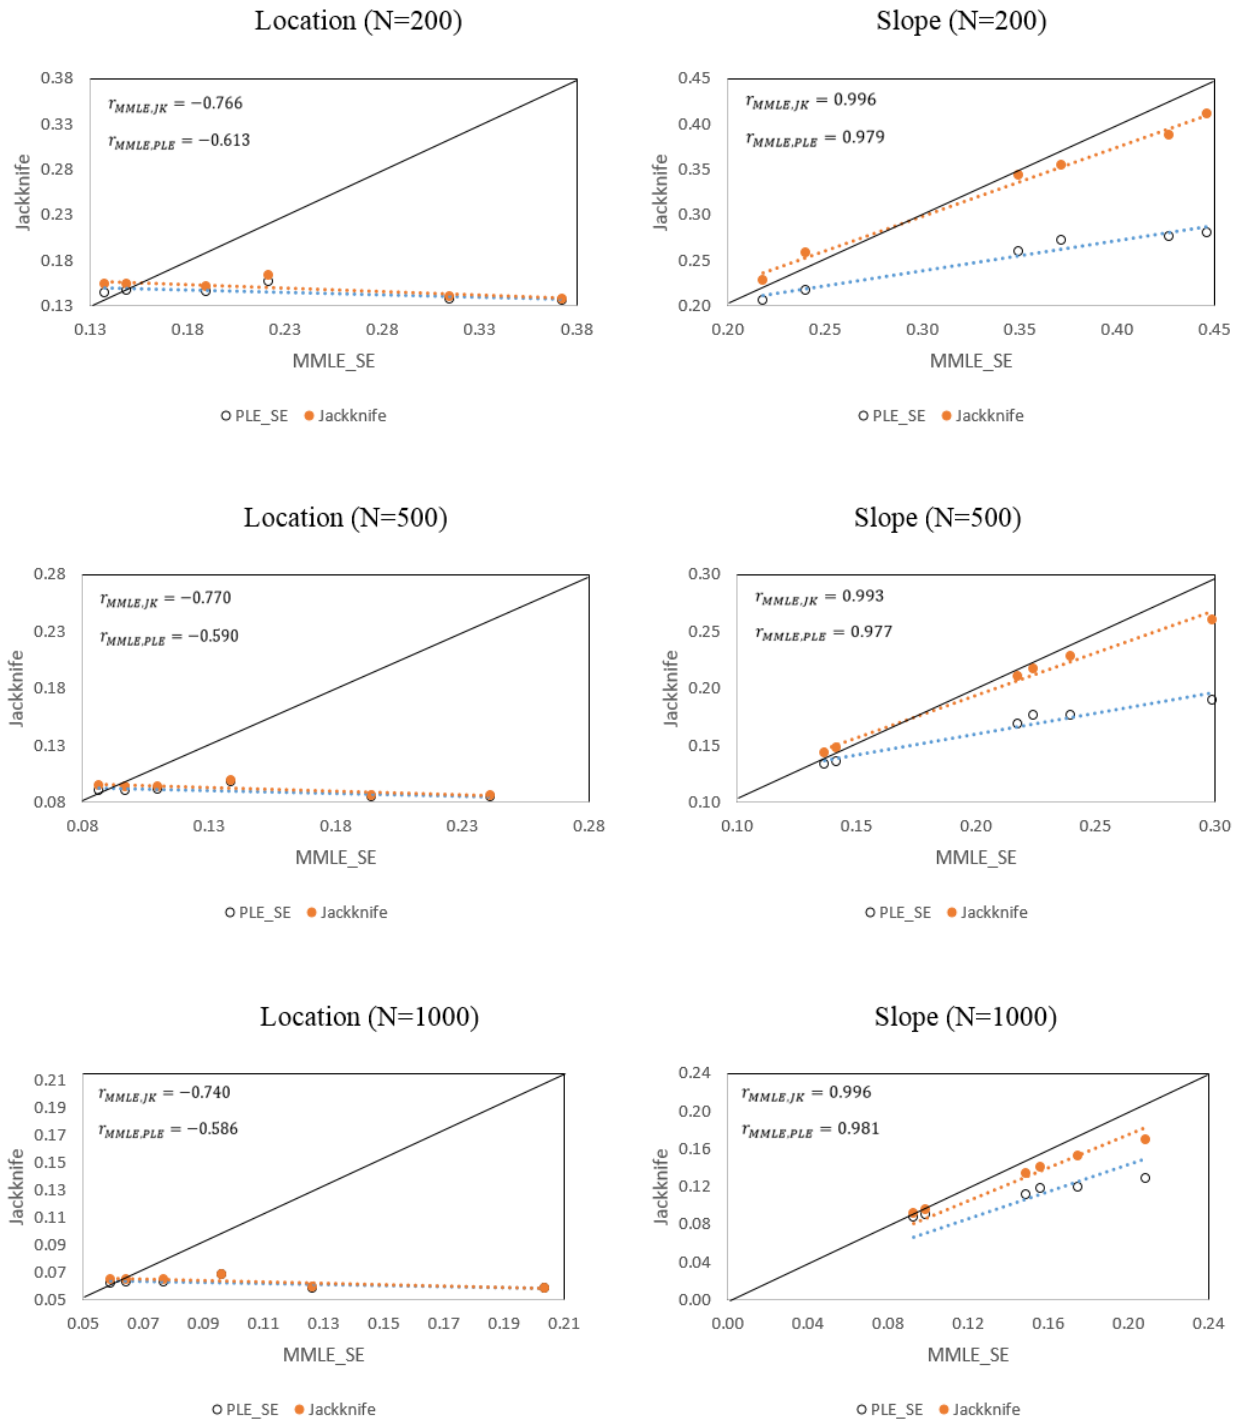 Location (N=200)
0.38
0.33
0.28
0.23
0.18
0.13
Jackknife
r_MMLE,JK = −0.766
r_MMLE,PLE = −0.613
0.13 0.18 0.23 0.28 0.33 0.38
MMLE_SE
PLE_SE Jackknife
Slope (N=200)
0.45
0.40
0.35
0.30
0.25
0.20
Jackknife
r_MMLE,JK = 0.996
r_MMLE,PLE = 0.979
0.20 0.25 0.30 0.35 0.40 0.45
MMLE_SE
PLE_SE Jackknife
Location (N=500)
0.28
0.23
0.18
0.13
0.08
Jackknife
r_MMLE,JK = −0.770
r_MMLE,PLE = −0.590
0.08 0.13 0.18 0.23 0.28
MMLE_SE
PLE_SE Jackknife
Slope (N=500)
0.30
0.25
0.20
0.15
0.10
Jackknife
r_MMLE,JK = 0.993
r_MMLE,PLE = 0.977
0.10 0.15 0.20 0.25 0.30
MMLE_SE
PLE_SE Jackknife
Location (N=1000)
0.21
0.19
0.17
0.15
0.13
0.11
0.09
0.07
0.05
Jackknife
r_MMLE,JK = −0.740
r_MMLE,PLE = −0.586
0.05 0.07 0.09 0.11 0.13 0.15 0.17 0.19 0.21
MMLE_SE
PLE_SE Jackknife
Slope (N=1000)
0.24
0.20
0.16
0.12
0.08
0.04
0.00
Jackknife
r_MMLE,JK = 0.996
r_MMLE,PLE = 0.981
0.00 0.04 0.08 0.12 0.16 0.20 0.24
MMLE_SE
PLE_SE Jackknife